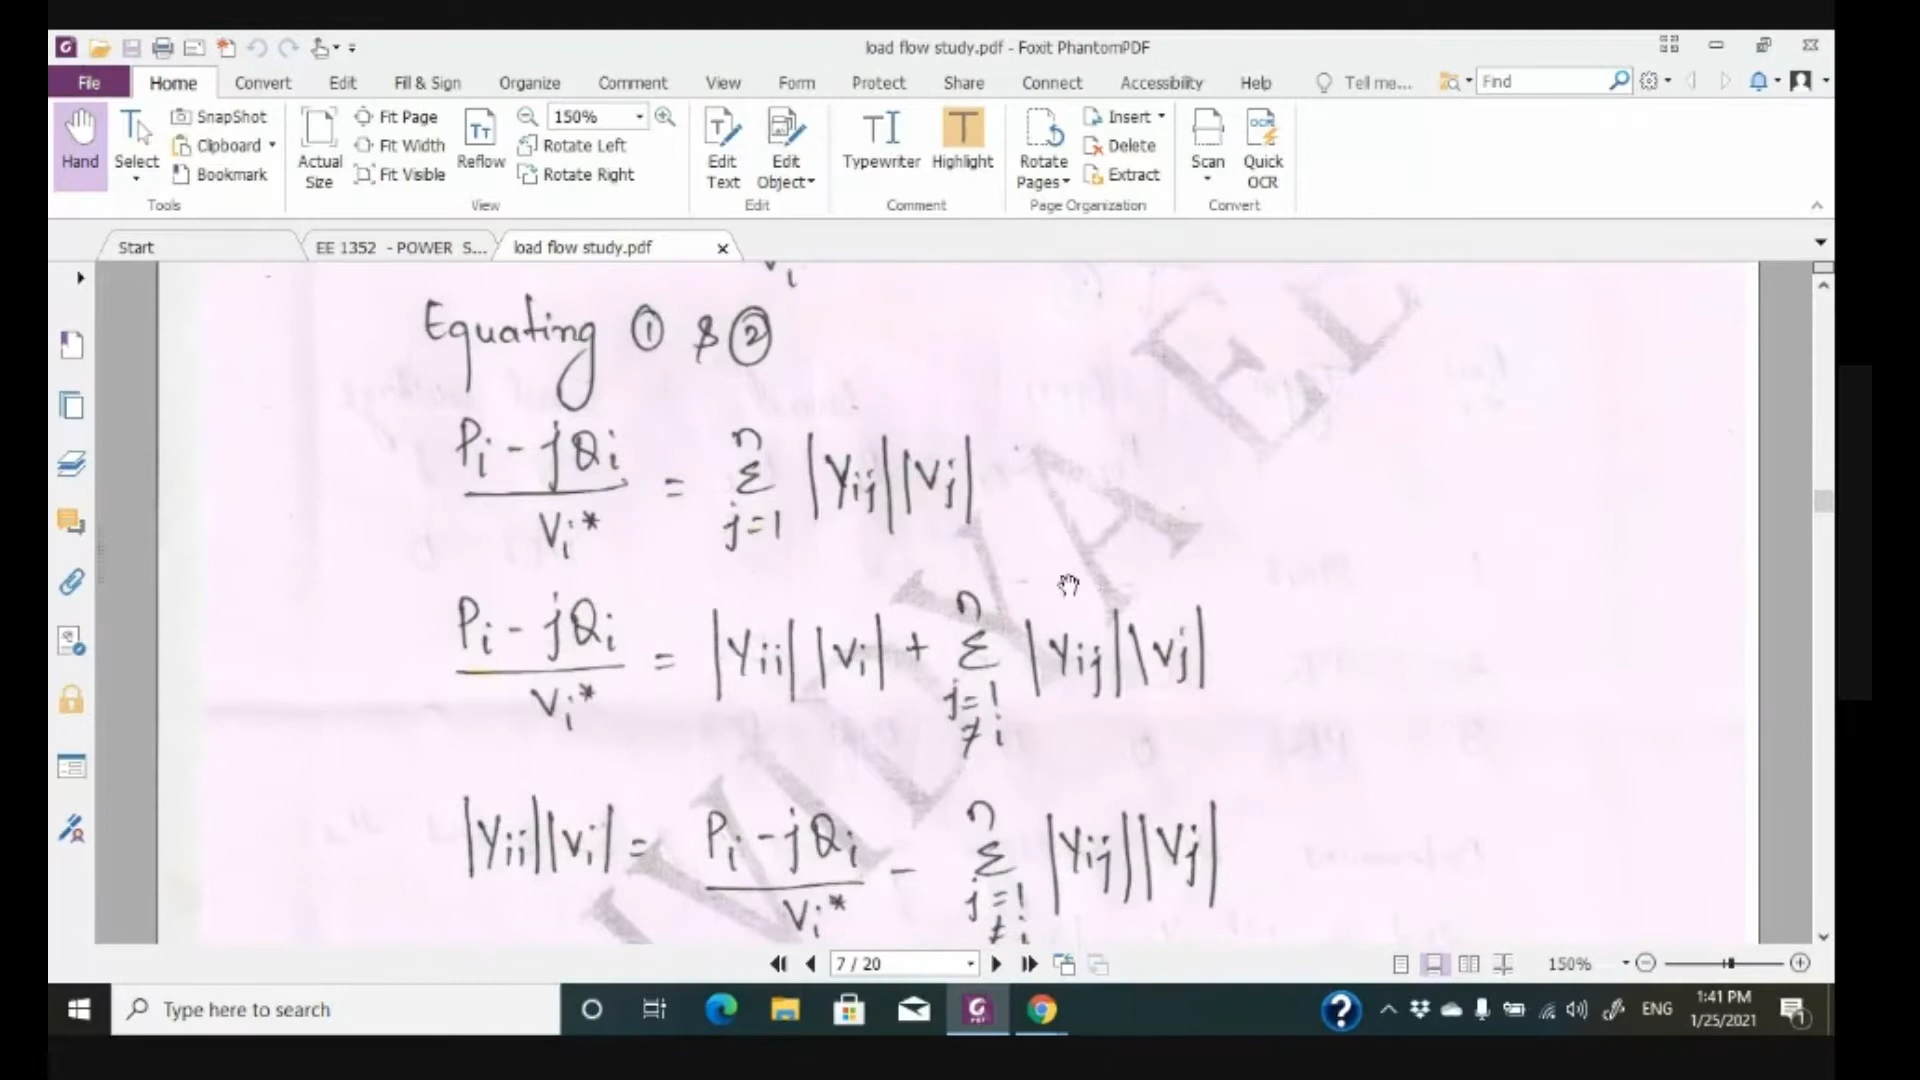 load flow study.pdf - Foxit PhantomPDF
File Home Convert Edit Fill & Sign Organize Comment View Form Protect Share Connect Accessibility Help Tell me... Find
Hand
Select
SnapShot
Clipboard
Bookmark
Tools
Actual Size
Fit Page
Fit Width
Fit Visible
Reflow
150%
Rotate Left
Rotate Right
View
Edit Text
Edit Object
Edit
Typewriter
Highlight
Comment
Rotate Pages
Insert
Delete
Extract
Page Organization
Scan
Quick OCR
Convert
Start
EE 1352 - POWER S...
load flow study.pdf
Equating ① & ②
Pi - jQi / Vi* = Σ j=1 n |Yij||Vj|
Pi - jQi / Vi* = |Yii||Vi| + Σ j=1 ≠i n |Yij||Vj|
|Yii||Vi| = Pi - jQi / Vi* - Σ j=1 ≠i n |Yij||Vj|
7 / 20
150%
Type here to search
ENG
1:41 PM
1/25/2021